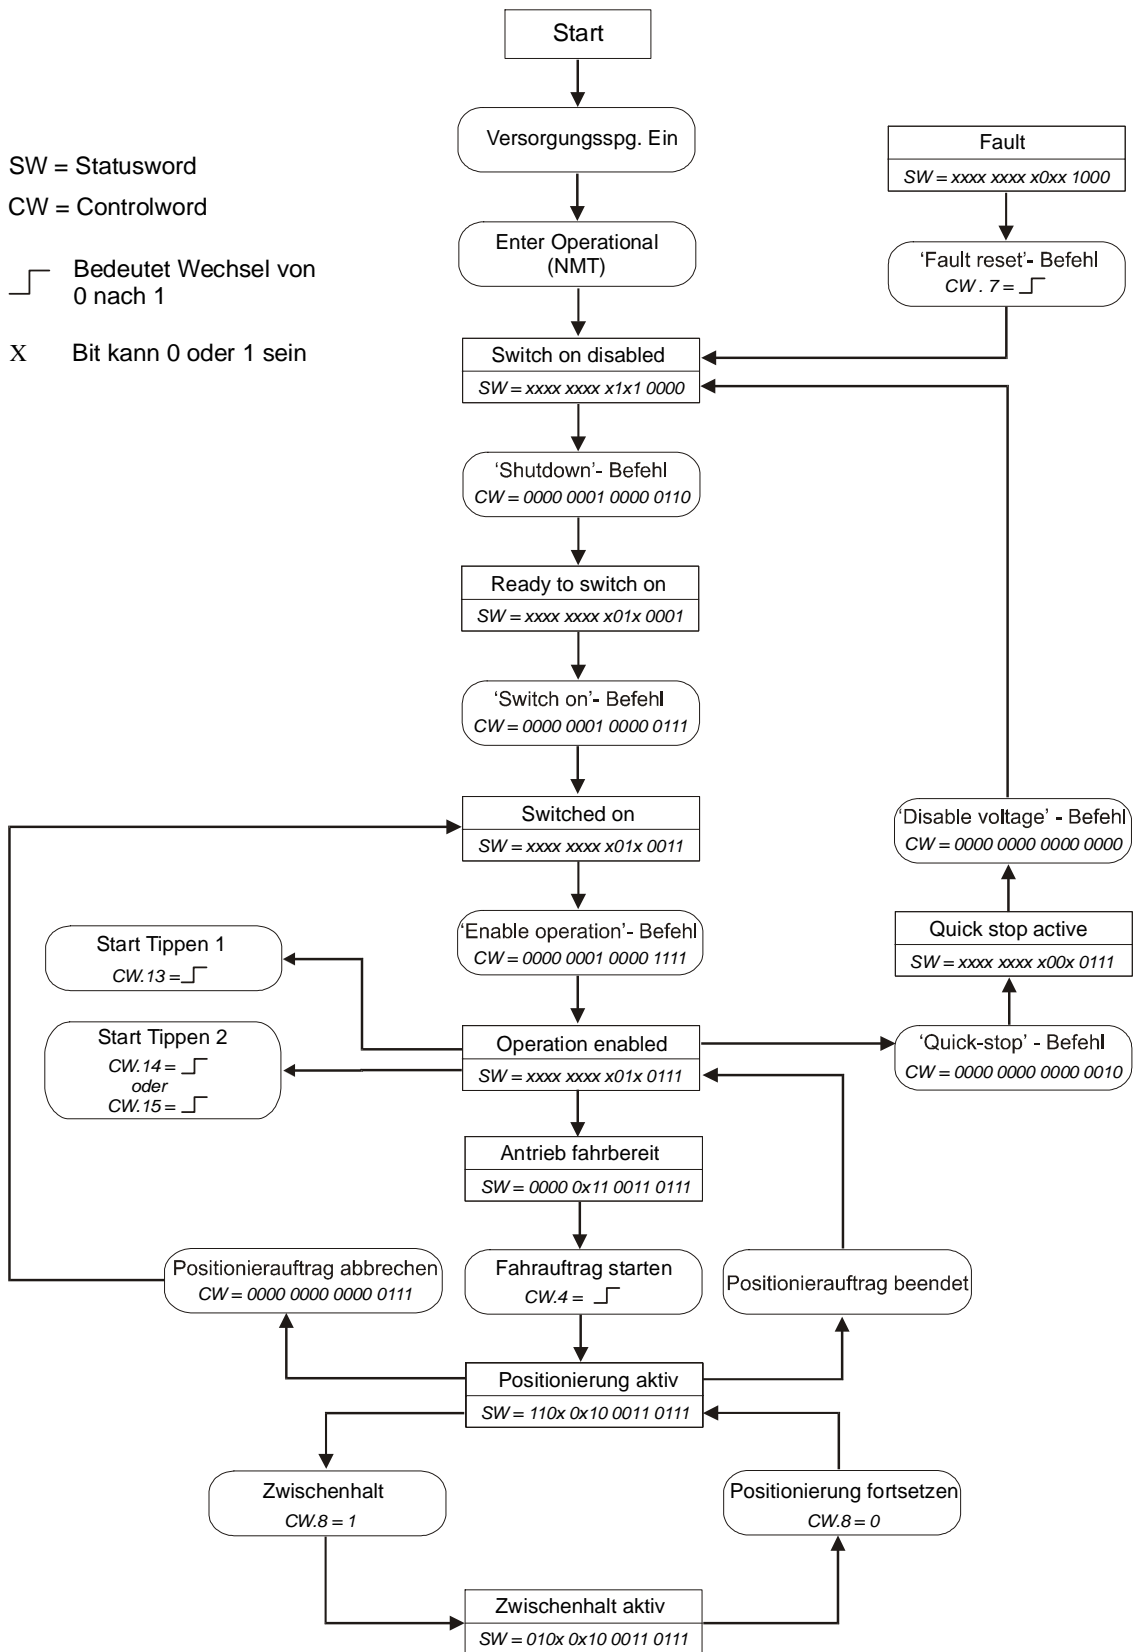 Start
Versorgungsspg. Ein
SW = Statusword
CW = Controlword
Bedeutet Wechsel von
0 nach 1
X Bit kann 0 oder 1 sein
Fault
SW = xxxx xxxx x0xx 1000
Enter Operational
(NMT)
'Fault reset'- Befehl
CW . 7 =
Switch on disabled
SW = xxxx xxxx x1x1 0000
'Shutdown'- Befehl
CW = 0000 0001 0000 0110
Ready to switch on
SW = xxxx xxxx x01x 0001
'Switch on'- Befehl
CW = 0000 0001 0000 0111
Switched on
SW = xxxx xxxx x01x 0011
'Disable voltage' - Befehl
CW = 0000 0000 0000 0000
'Enable operation'- Befehl
CW = 0000 0001 0000 1111
Quick stop active
SW = xxxx xxxx x00x 0111
Start Tippen 1
CW.13 =
Start Tippen 2
CW.14 =
oder
CW.15 =
Operation enabled
SW = xxxx xxxx x01x 0111
'Quick-stop' - Befehl
CW = 0000 0000 0000 0010
Antrieb fahrbereit
SW = 0000 0x11 0011 0111
Positionierauftrag abbrechen
CW = 0000 0000 0000 0111
Fahrauftrag starten
CW.4 =
Positionierauftrag beendet
Positionierung aktiv
SW = 110x 0x10 0011 0111
Zwischenhalt
CW.8 = 1
Positionierung fortsetzen
CW.8 = 0
Zwischenhalt aktiv
SW = 010x 0x10 0011 0111